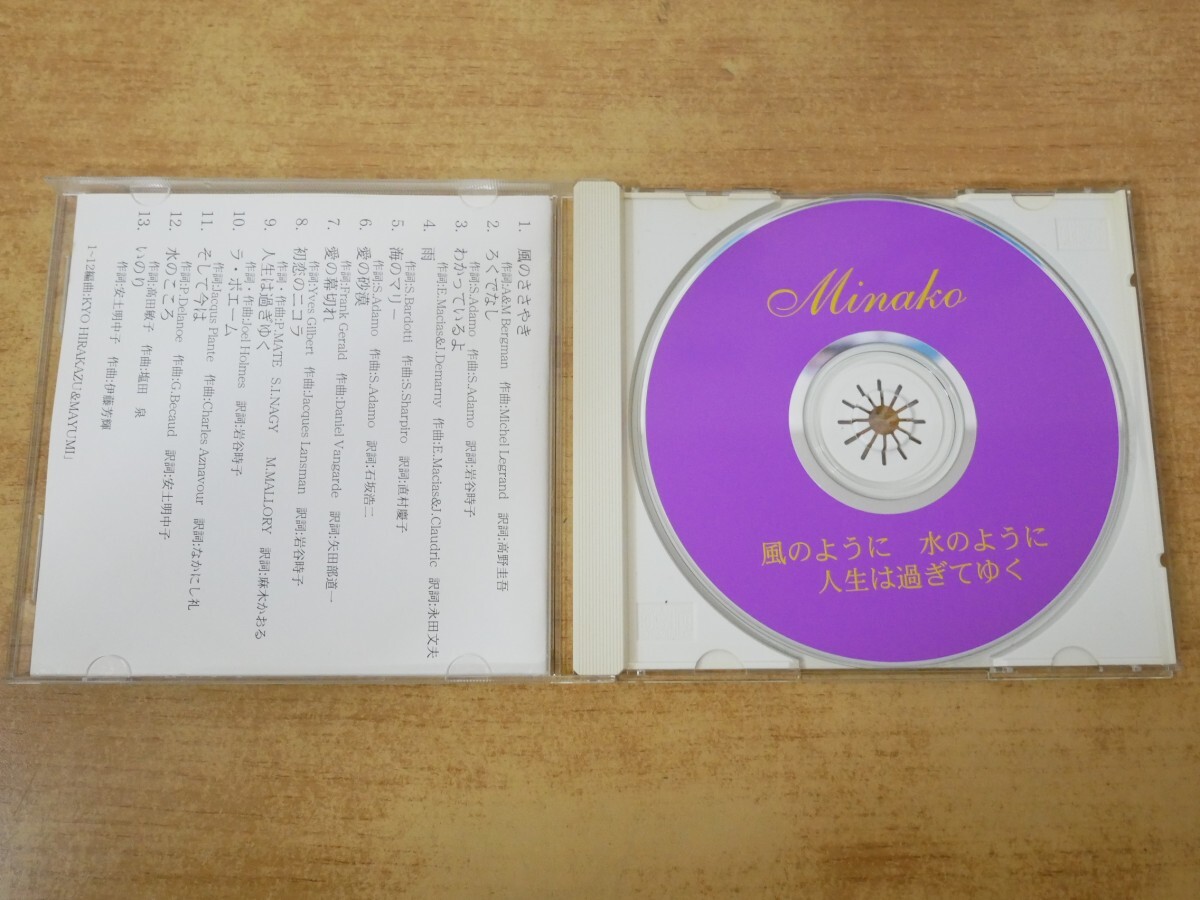 1. 風のささやき
作詞:A&M Bergman 作曲:Michel Legrand 訳詞:高野圭吾
2. ろくでなし
作詞:S.Adamo 作曲:S.Adamo 訳詞:岩谷時子
3. わかっているよ
作詞:E.Macias&J.Demarny 作曲:E.Macias&J.Claudric 訳詞:永田文夫
4. 雨
作詞:S.Bardotti 作曲:S.Sharpiro 訳詞:直村慶子
5. 海のマリー
作詞:S.Adamo 作曲:S.Adamo 訳詞:石坂浩二
6. 愛の砂漠
作詞:Frank Gerald 作曲:Daniel Vangarde 訳詞:矢田部道一
7. 愛の幕切れ
作詞:Yves Gilbert 作曲:Jacques Lansman 訳詞:岩谷時子
8. 初恋のニコラ
作詞・作曲:P.MATE S.I.NAGY M.MALLORY 訳詞:麻木かおる
9. 人生は過ぎゆく
作詞・作曲:Joel Holmes 訳詞:岩谷時子
10. ラ・ボエーム
作詞:Jacqus Plante 作曲:Charles Aznavour 訳詞:なかにし礼
11. そして今は
作詞:P.Delanoe 作曲:G.Becaud 訳詞:安土明中子
12. 水のこころ
作詞:高田敏子 作曲:塩田 泉
13. いのり
作詞:安土明中子 作曲:伊藤芳輝
1~12編曲:KYO HIRAKAZU&MAYUMI」
Minako
風のように 水のように
人生は過ぎてゆく